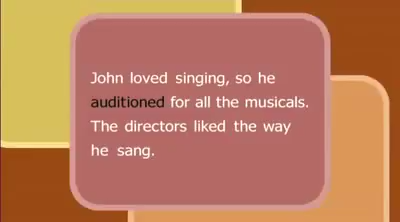 John loved singing, so he
auditioned for all the musicals.
The directors liked the way
he sang.